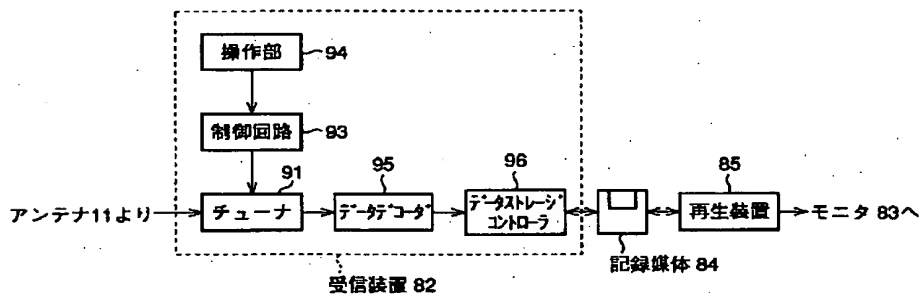 操作部
94
制御回路
93
91
95
96
85
アンテナ11より
チューナ
データデコーダ
データストレージ
コントローラ
再生装置
モニタ 83へ
記録媒体 84
受信装置 82